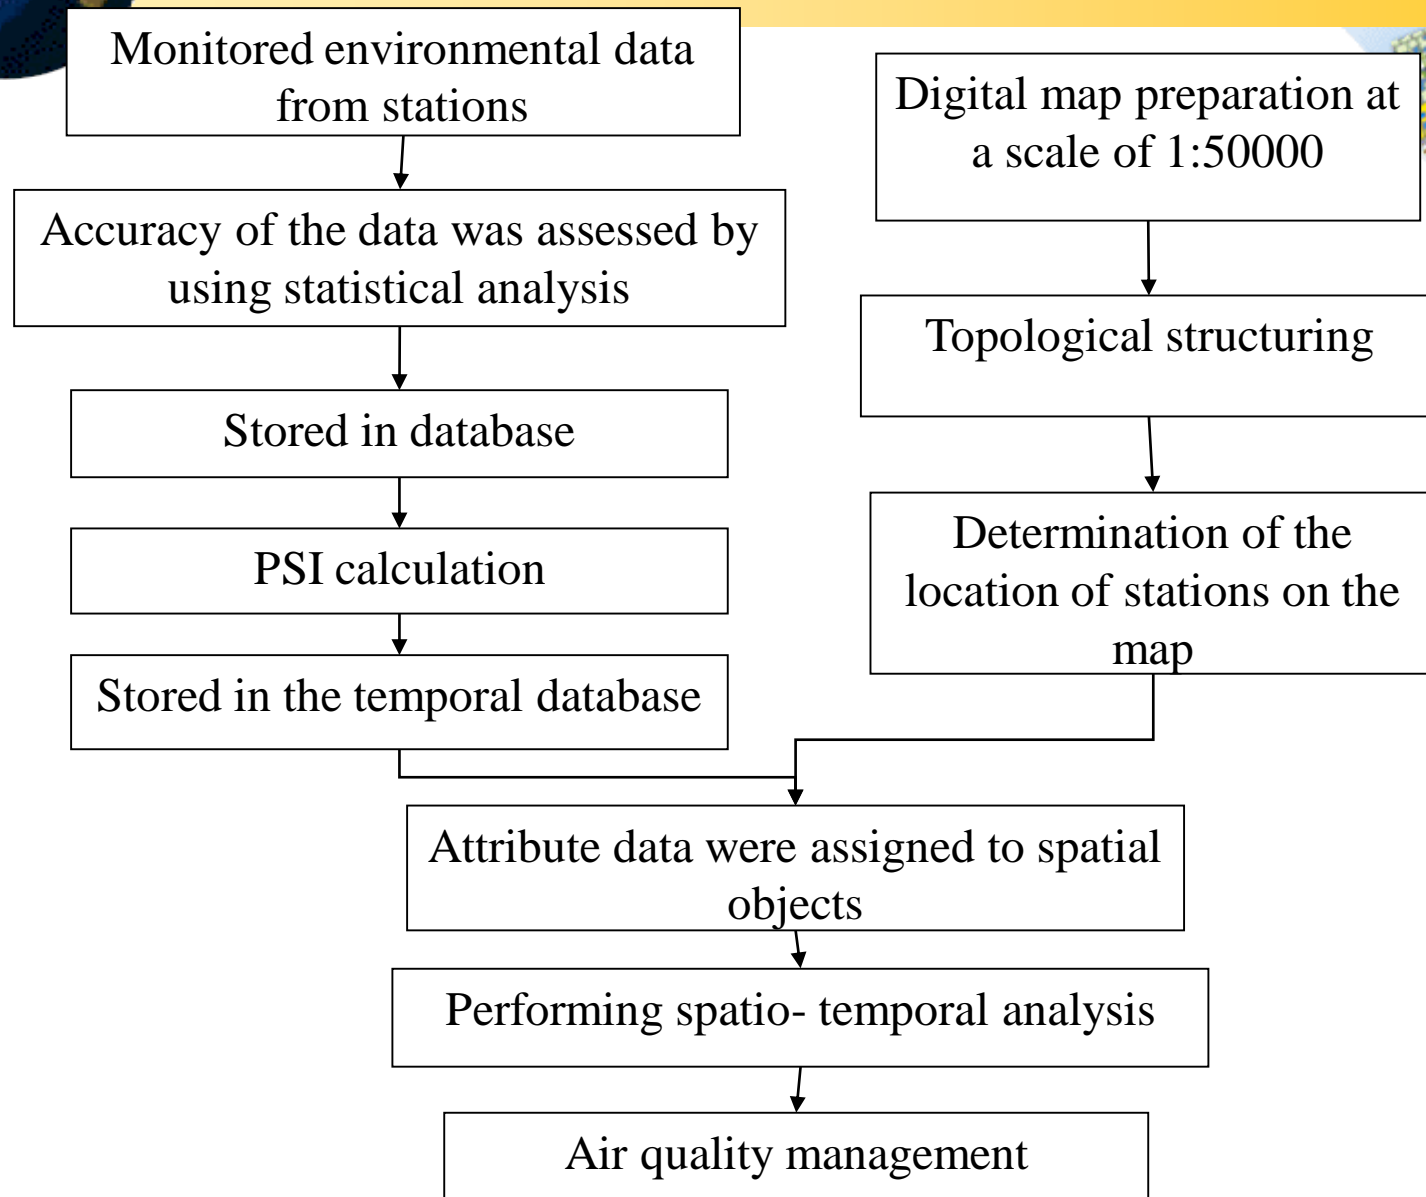 Monitored environmental data
from stations
Accuracy of the data was assessed by
using statistical analysis
Stored in database
PSI calculation
Stored in the temporal database
Digital map preparation at
a scale of 1:50000
Topological structuring
Determination of the
location of stations on the
map
Attribute data were assigned to spatial
objects
Performing spatio- temporal analysis
Air quality management